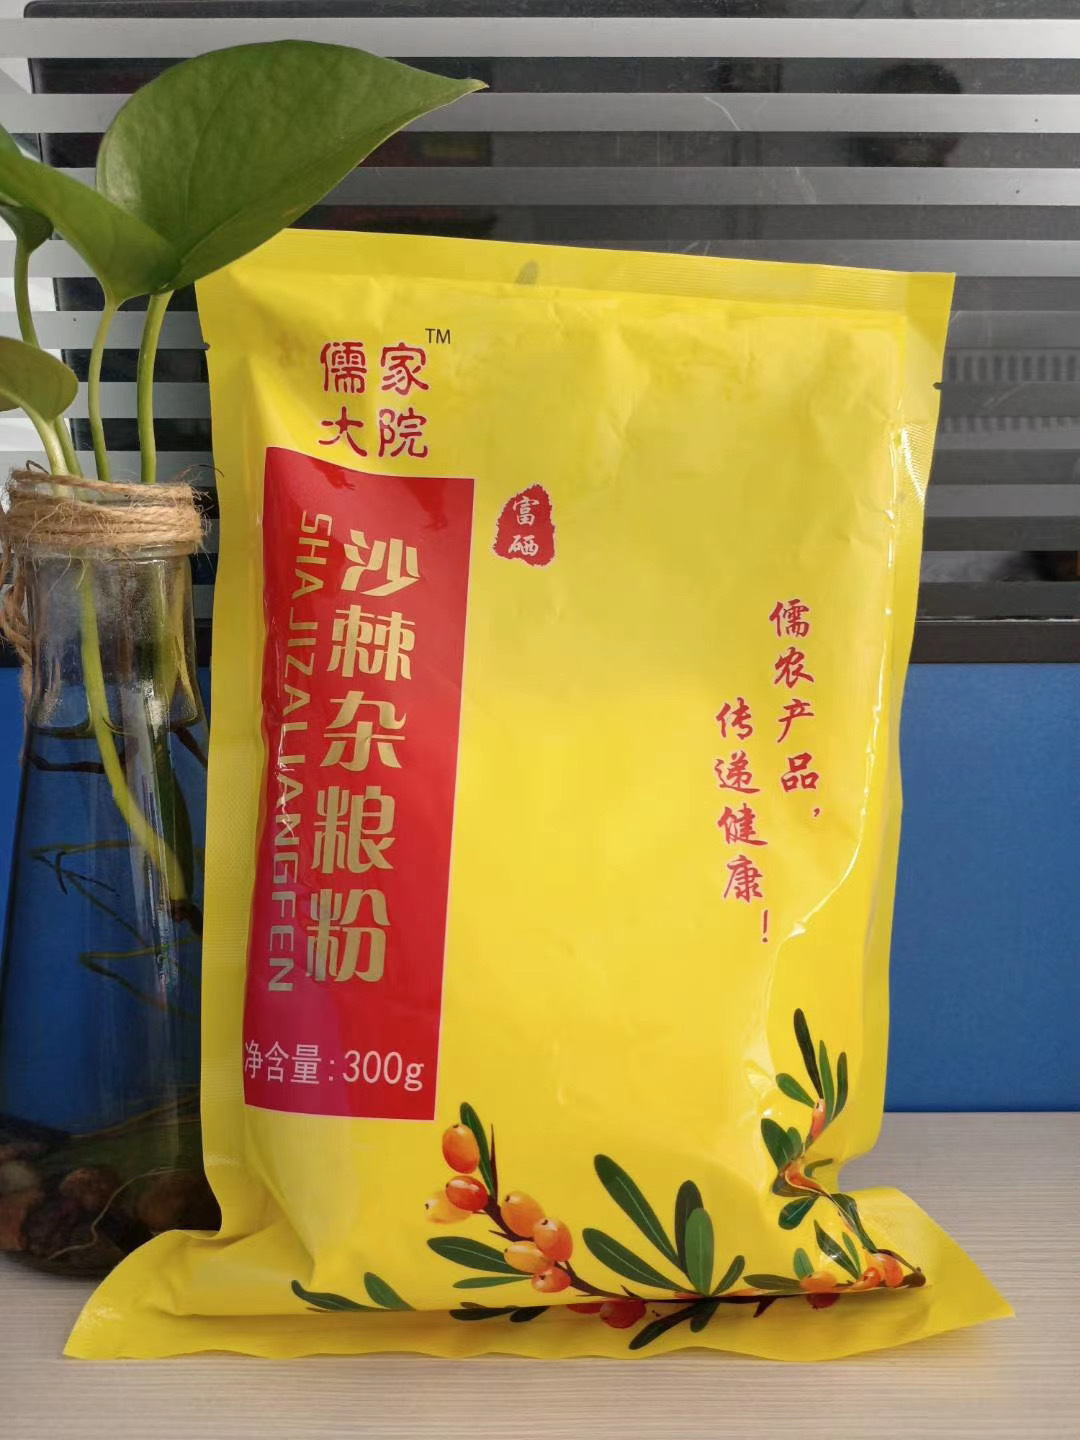 儒家TM
大院
富
硒
沙棘杂粮粉
SHAJIZALIANGFEN
净含量:300g
儒农产品，
传递健康！